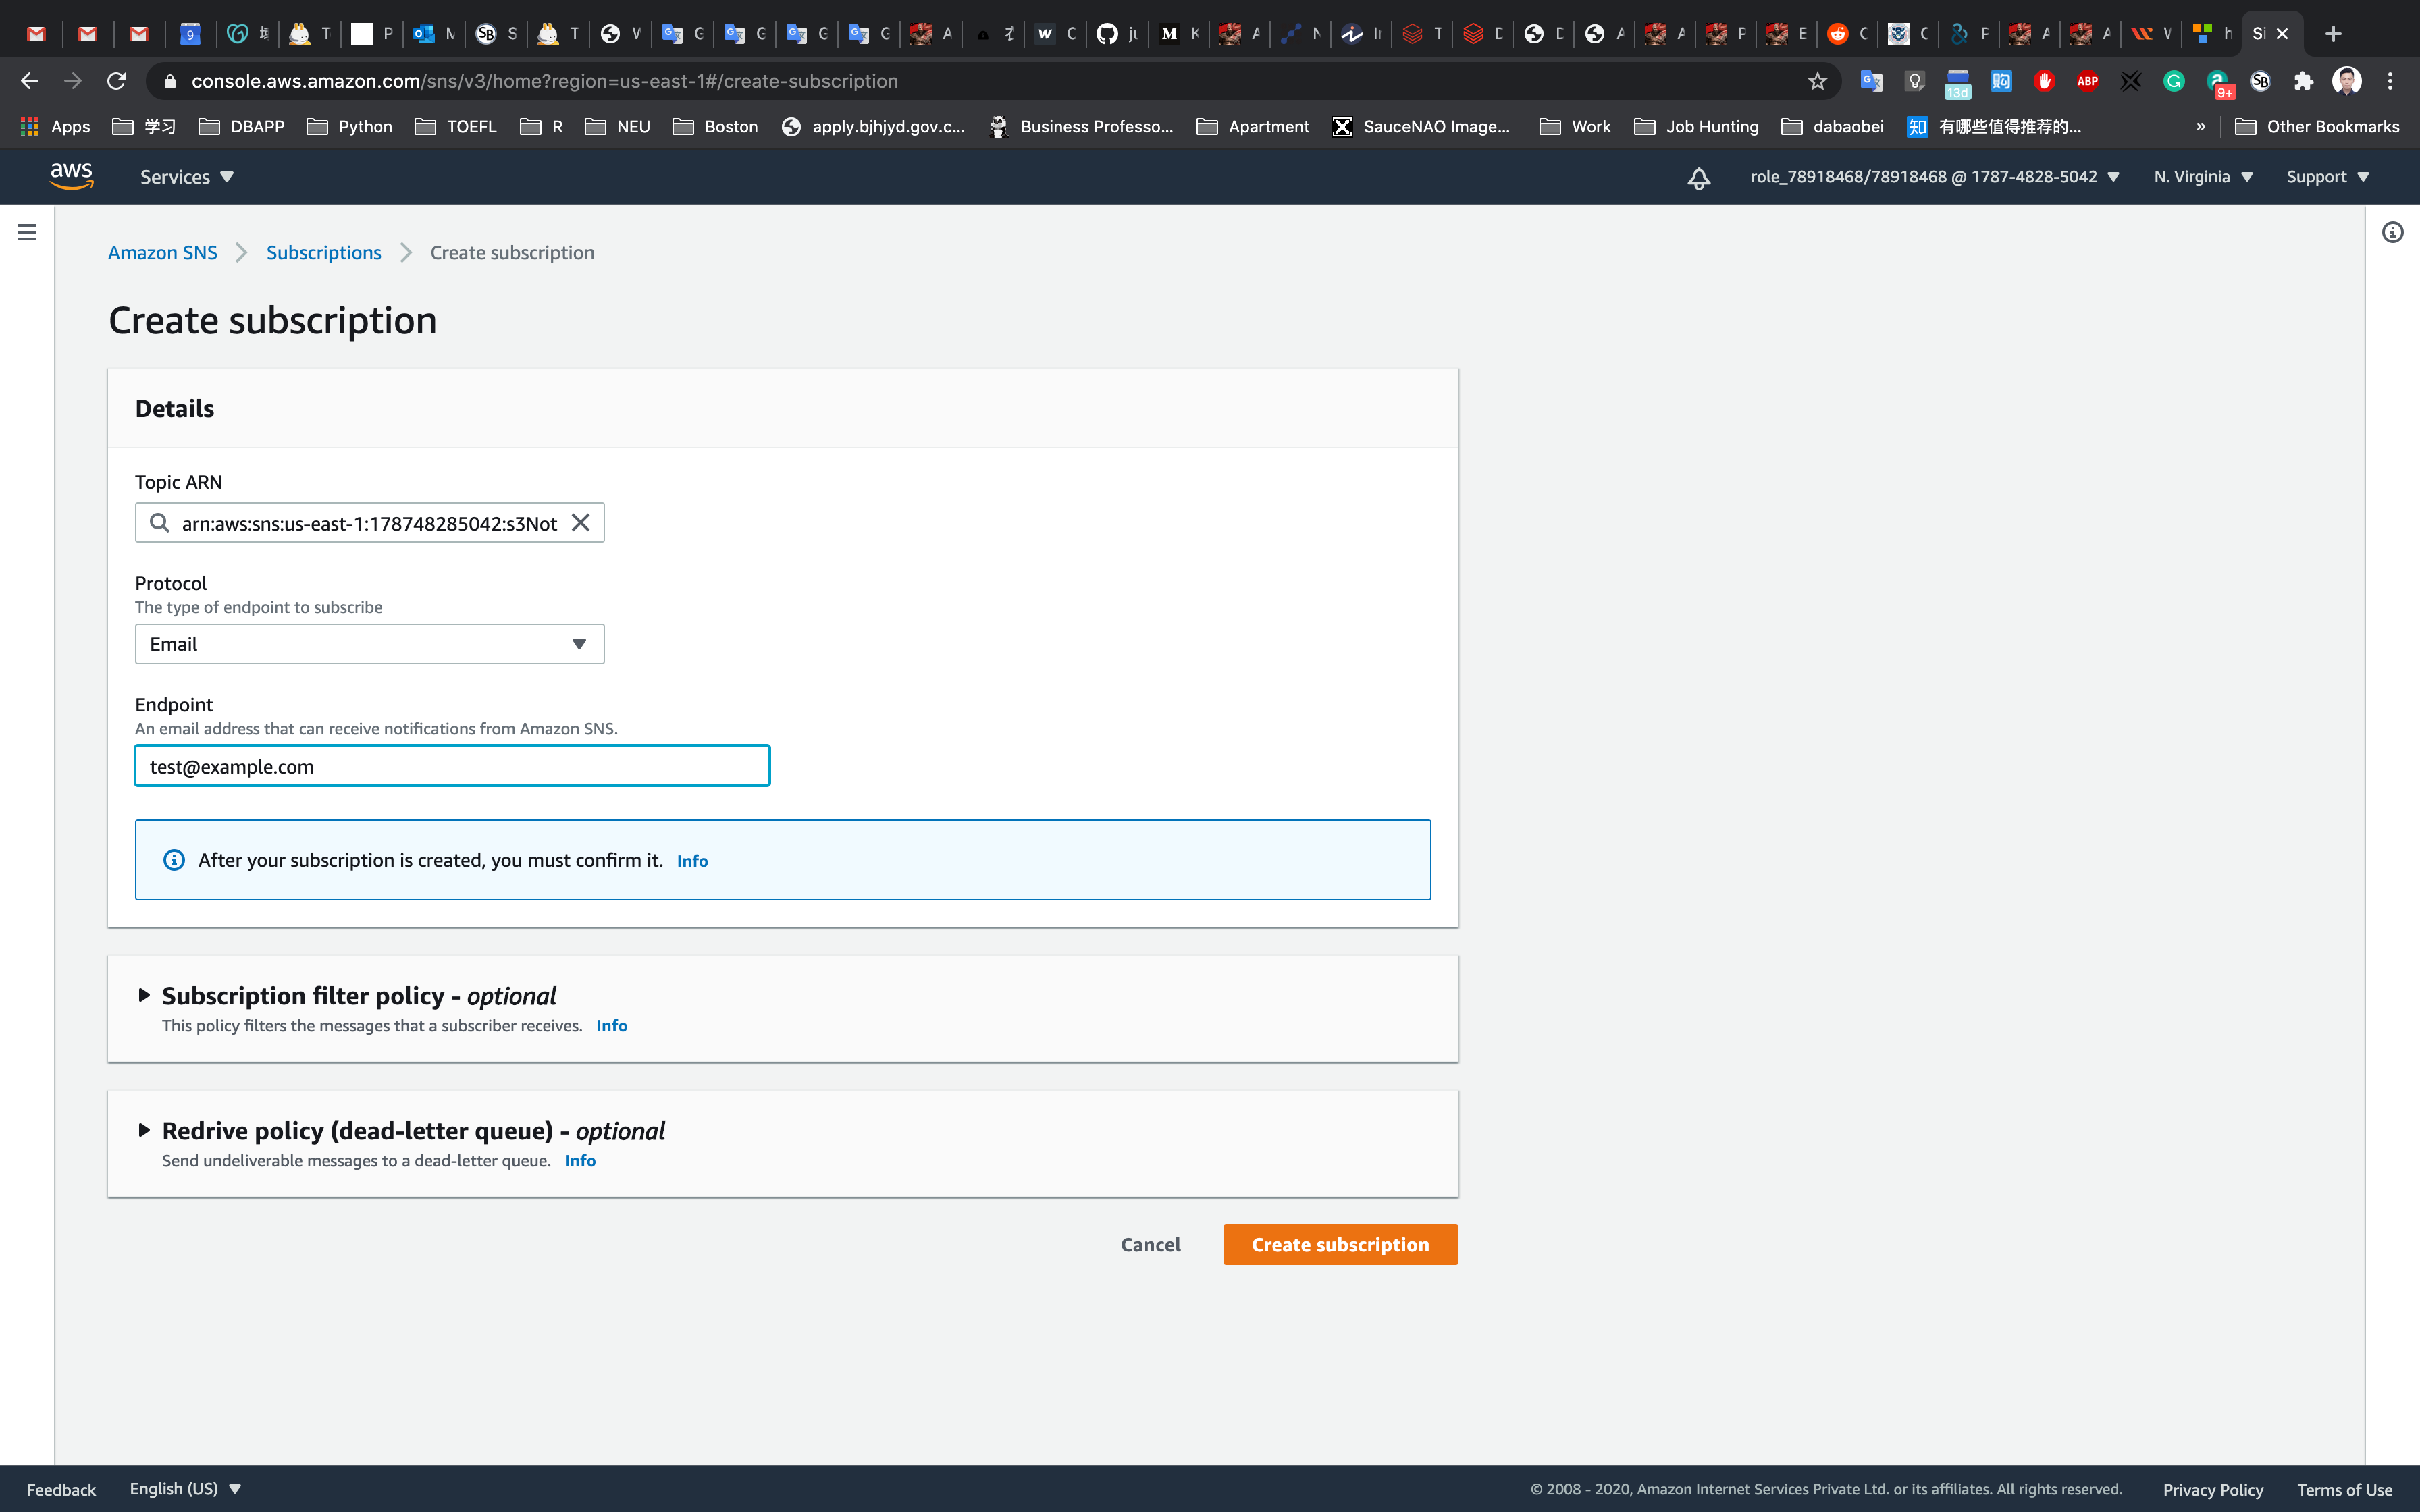 9
console.aws.amazon.com/sns/v3/home?region=us-east-1#/create-subscription
ABP
13d
9+
Apps 学习 DBAPP Python TOEFL R NEU Boston apply.bjhjyd.gov.c... Business Professo... Apartment SauceNAO Image... Work Job Hunting dabaobei 知 有哪些值得推荐的... » Other Bookmarks
aws Services role_78918468/78918468 @ 1787-4828-5042 N. Virginia Support
Amazon SNS Subscriptions Create subscription
Create subscription
Details
Topic ARN
arn:aws:sns:us-east-1:178748285042:s3Not
Protocol
The type of endpoint to subscribe
Email
Endpoint
An email address that can receive notifications from Amazon SNS.
test@example.com
After your subscription is created, you must confirm it. Info
Subscription filter policy - optional
This policy filters the messages that a subscriber receives. Info
Redrive policy (dead-letter queue) - optional
Send undeliverable messages to a dead-letter queue. Info
Cancel Create subscription
Feedback English (US) © 2008 - 2020, Amazon Internet Services Private Ltd. or its affiliates. All rights reserved. Privacy Policy Terms of Use